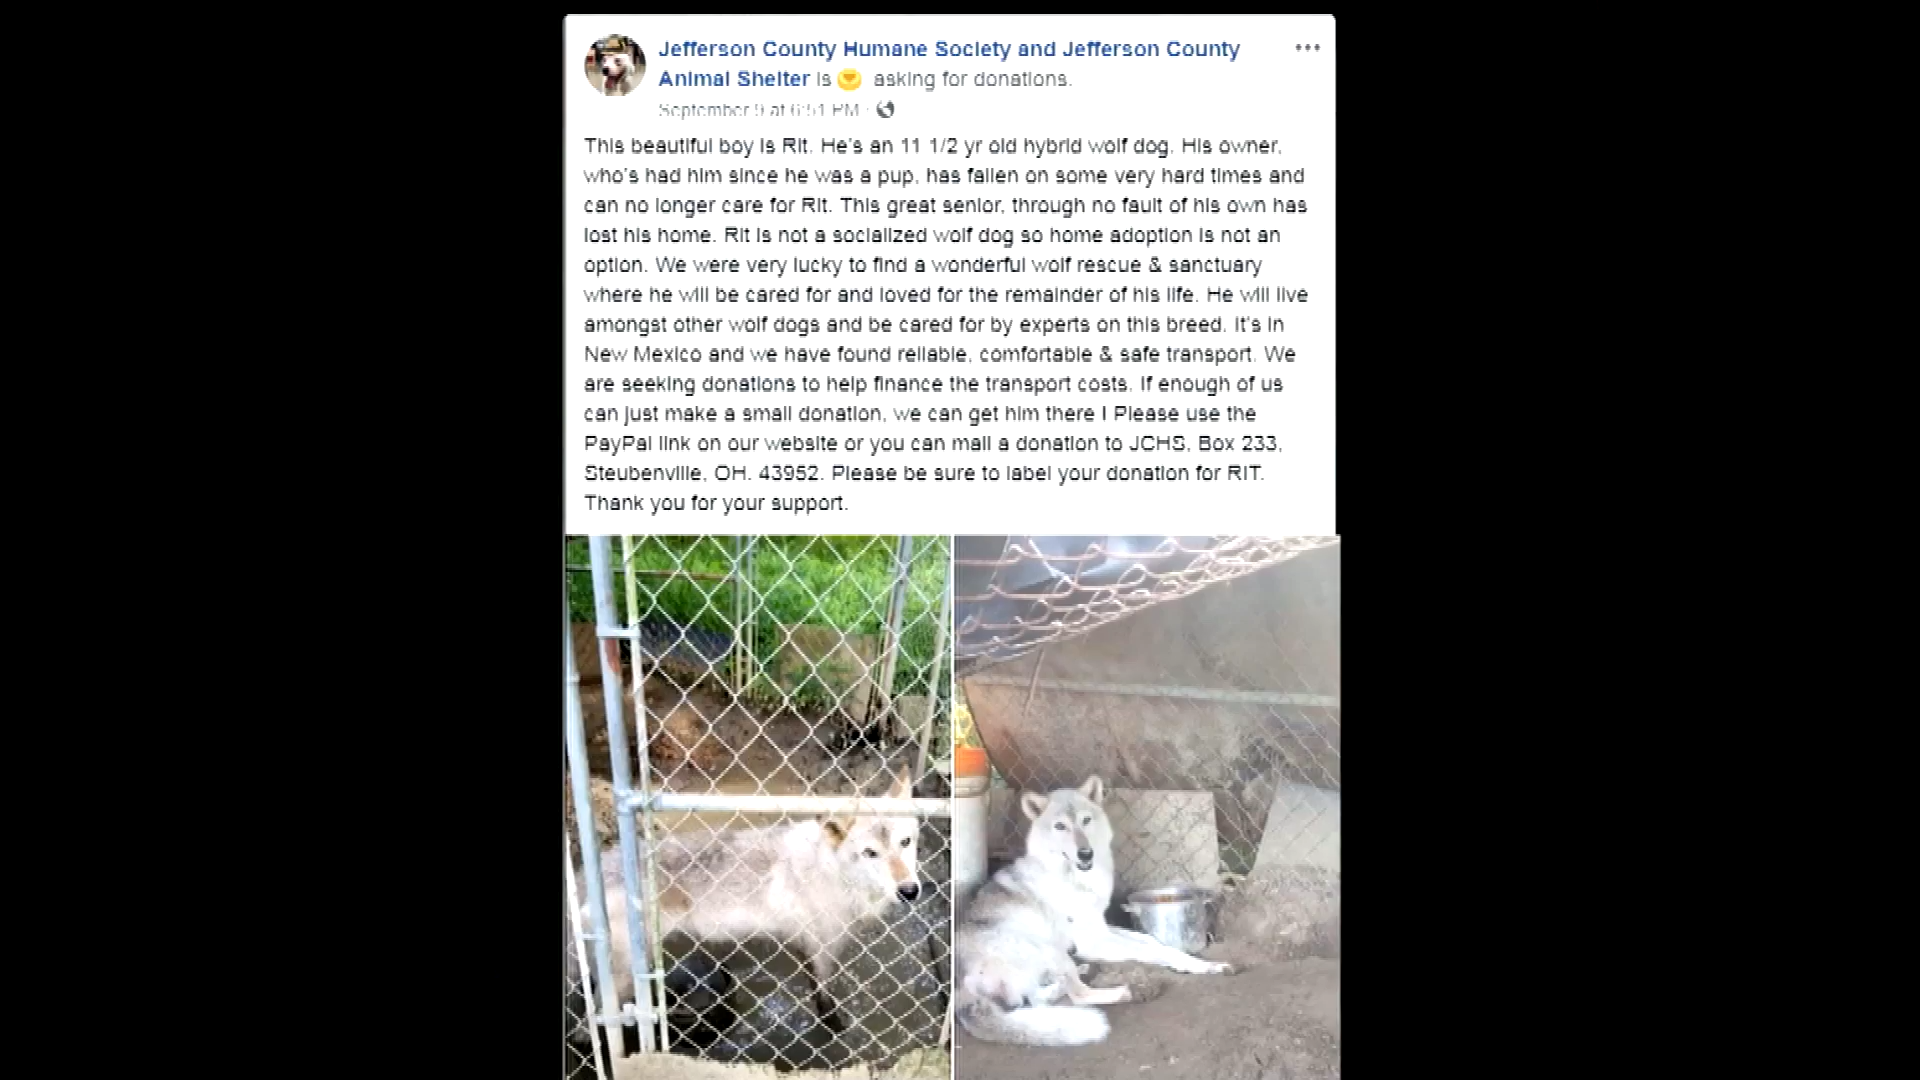 Jefferson County Humane Society and Jefferson County
Animal Shelter is asking for donations.
September 9 at 6:51 PM ·
This beautiful boy is Rit. He's an 11 1/2 yr old hybrid wolf dog. His owner,
who's had him since he was a pup, has fallen on some very hard times and
can no longer care for Rit. This great senior, through no fault of his own has
lost his home. Rit is not a socialized wolf dog so home adoption is not an
option. We were very lucky to find a wonderful wolf rescue & sanctuary
where he will be cared for and loved for the remainder of his life. He will live
amongst other wolf dogs and be cared for by experts on this breed. It's in
New Mexico and we have found reliable, comfortable & safe transport. We
are seeking donations to help finance the transport costs. If enough of us
can just make a small donation, we can get him there ! Please use the
PayPal link on our website or you can mail a donation to JCHS, Box 233,
Steubenville, OH. 43952. Please be sure to label your donation for RIT.
Thank you for your support.